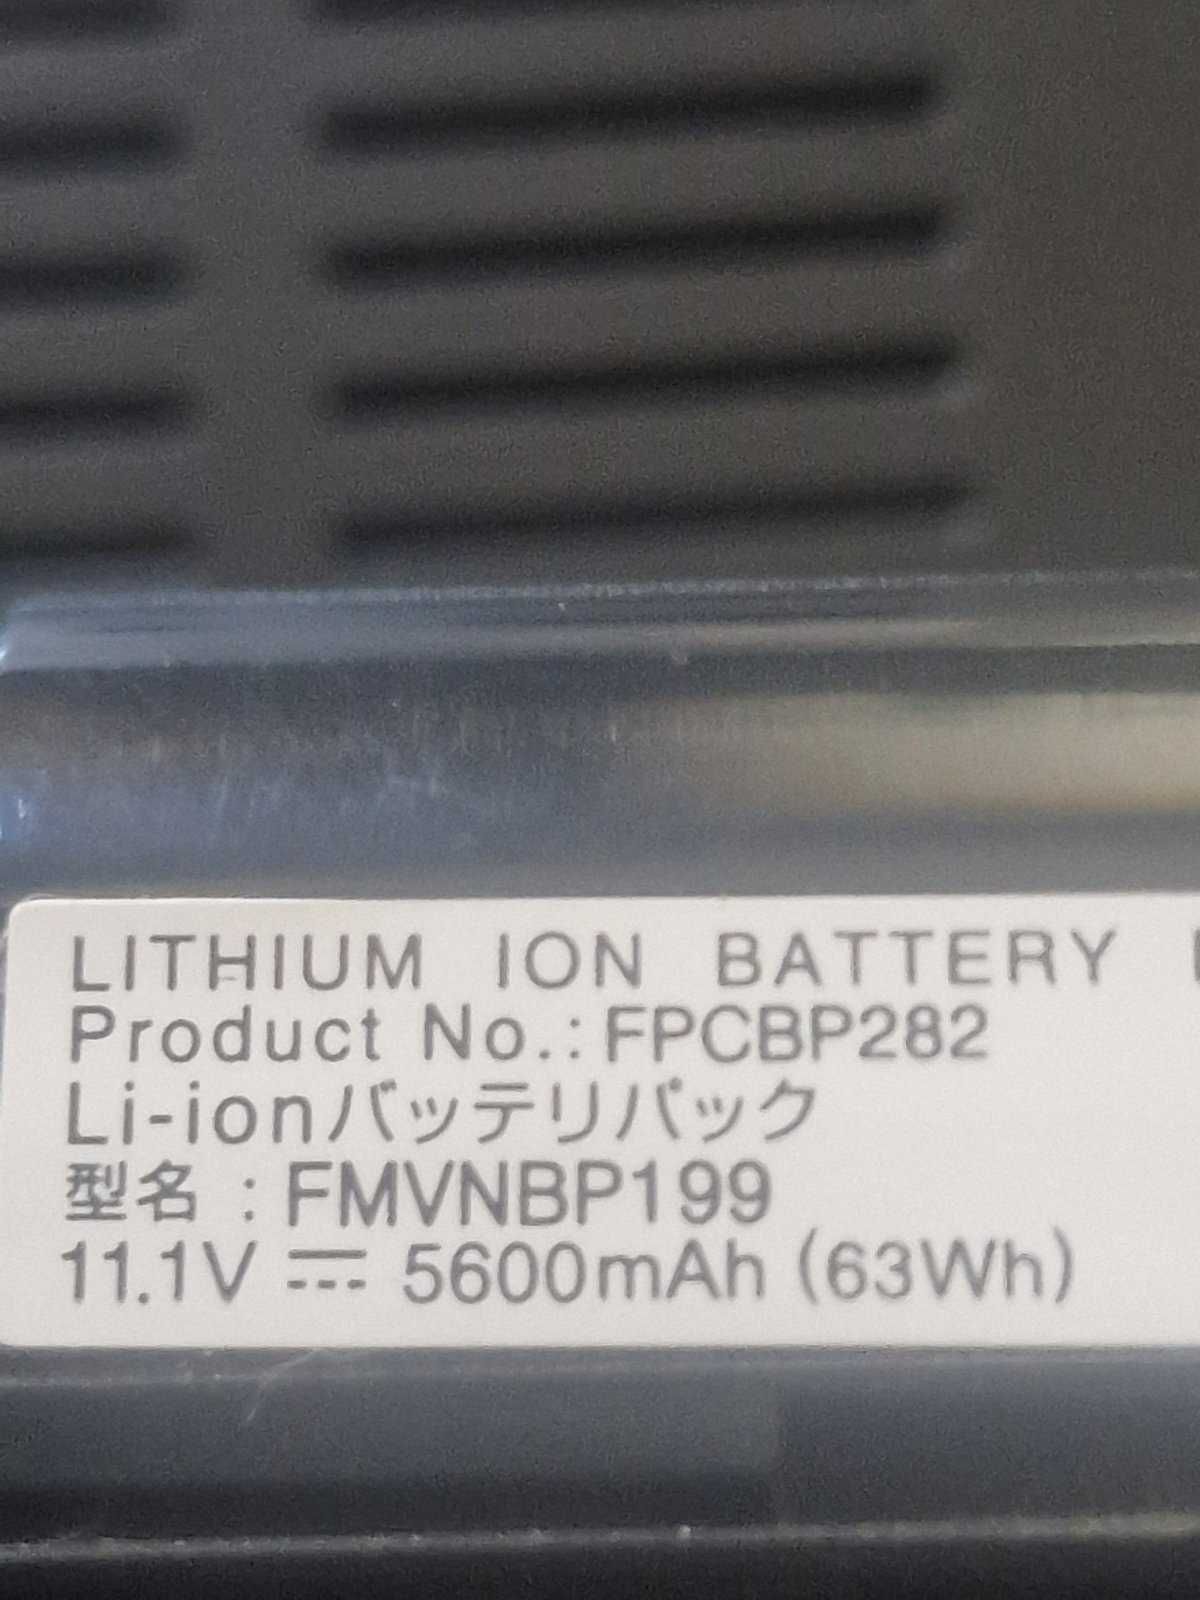 LITHIUM ION BATTERY
Product No.: FPCBP282
Li-ionバッテリパック
型名 : FMVNBP199
11.1V ⎓ 5600mAh (63Wh)